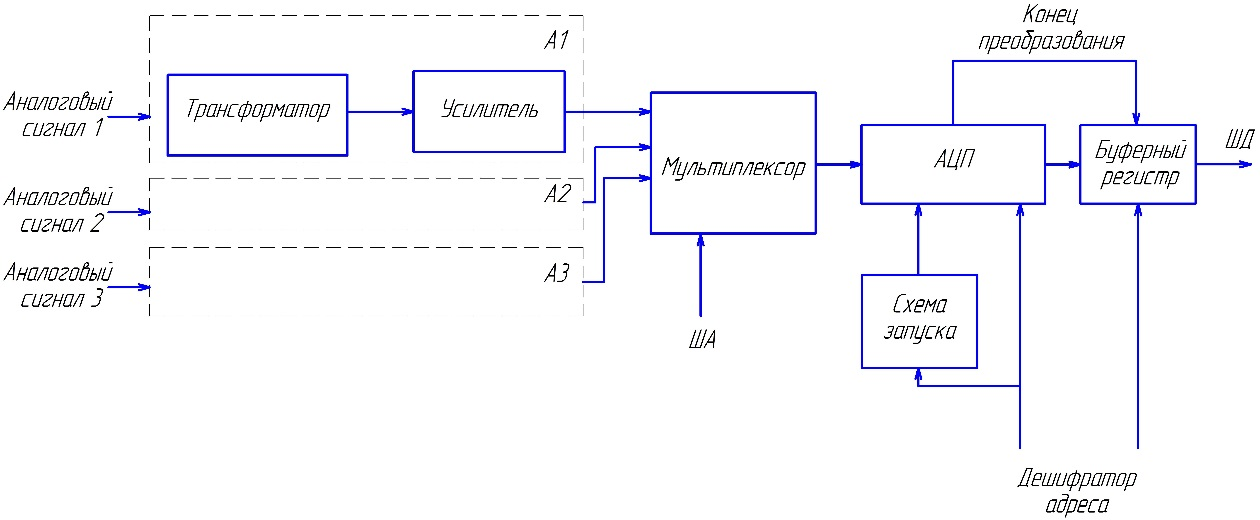 Конец
преобразования
А1
Аналоговый
сигнал 1
Трансформатор
Усилитель
Мультиплексор
АЦП
Буферный
регистр
ШД
Аналоговый
сигнал 2
А2
Аналоговый
сигнал 3
А3
ША
Схема
запуска
Дешифратор
адреса